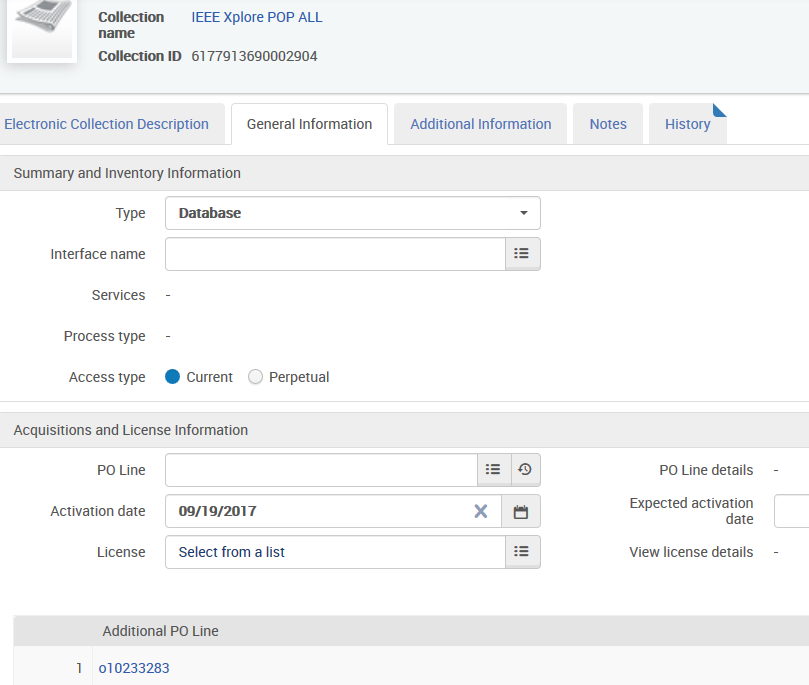 Collection name IEEE Xplore POP ALL
Collection ID 6177913690002904
Electronic Collection Description General Information Additional Information Notes History
Summary and Inventory Information
Type Database
Interface name
Services -
Process type -
Access type Current Perpetual
Acquisitions and License Information
PO Line PO Line details -
Activation date 09/19/2017 Expected activation date
License Select from a list View license details -
Additional PO Line
1 o10233283